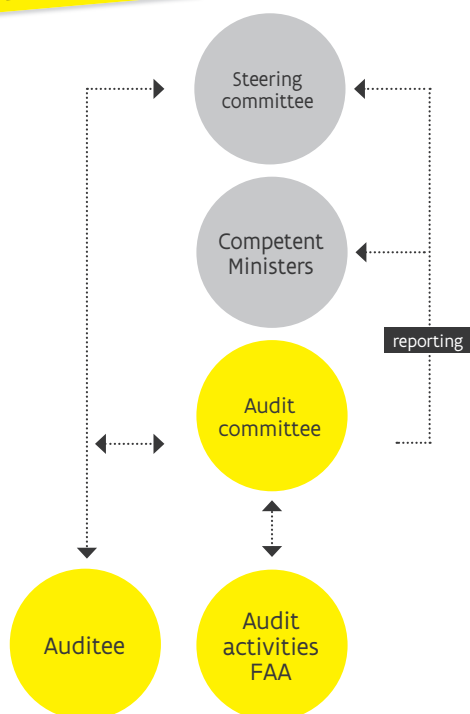 Steering
committee
Competent
Ministers
reporting
Audit
committee
Auditee
Audit
activities
FAA